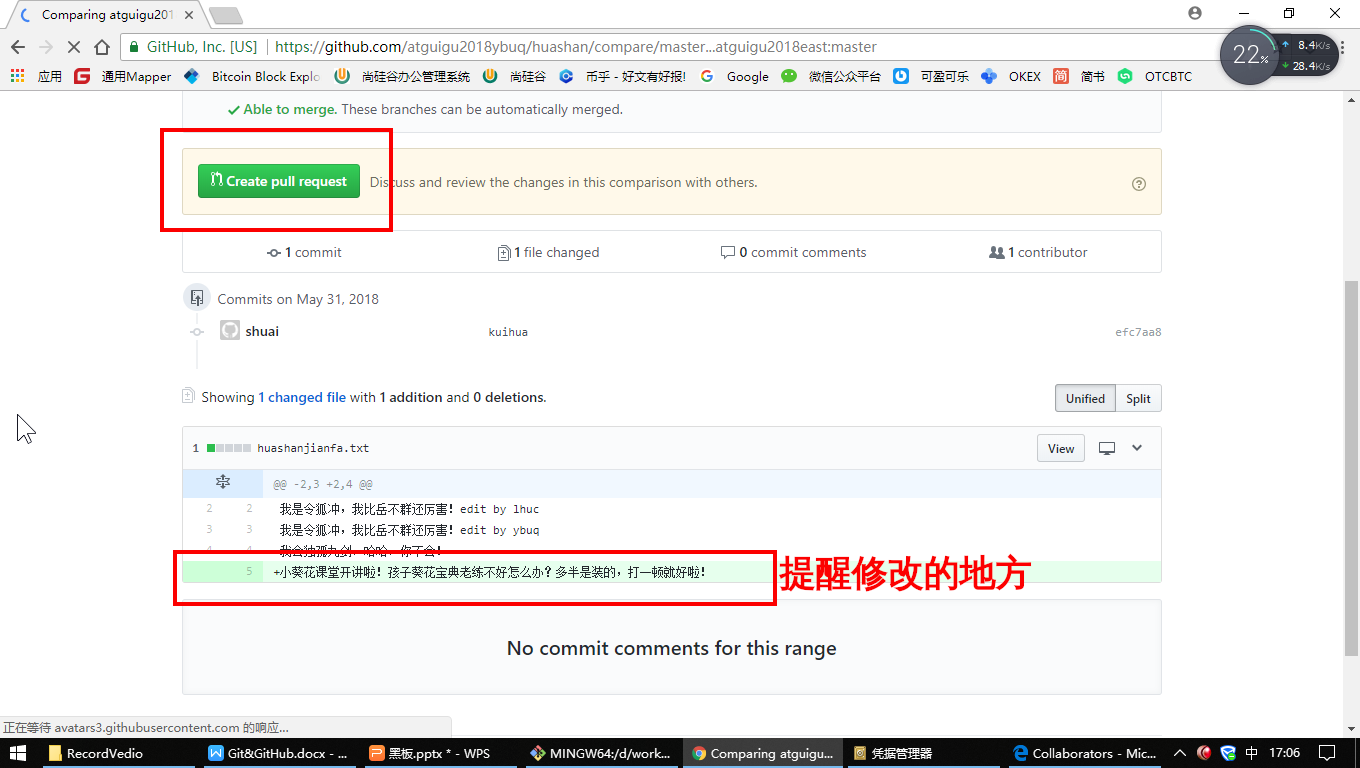 Comparing atguigu201
GitHub, Inc. [US] https://github.com/atguigu2018ybuq/huashan/compare/master...atguigu2018east:master
22%
8.4K/s
28.4K/s
应用 通用Mapper Bitcoin Block Explo 尚硅谷办公管理系统 尚硅谷 币乎 - 好文有好报! Google 微信公众平台 可盈可乐 OKEX 简 简书 OTCBTC
Able to merge. These branches can be automatically merged.
Create pull request Discuss and review the changes in this comparison with others.
1 commit 1 file changed 0 commit comments 1 contributor
Commits on May 31, 2018
shuai kuihua efc7aa8
Showing 1 changed file with 1 addition and 0 deletions. Unified Split
1 huashanjianfa.txt View
@@ -2,3 +2,4 @@
2 2 我是令狐冲，我比岳不群还厉害！edit by lhuc
3 3 我是令狐冲，我比岳不群还厉害！edit by ybuq
4 4 我会独孤九剑，哈哈，你不会！
5 +小葵花课堂开讲啦！孩子葵花宝典老练不好怎么办？多半是装的，打一顿就好啦！
提醒修改的地方
No commit comments for this range
正在等待 avatars3.githubusercontent.com 的响应...
RecordVedio Git&GitHub.docx - ... 黑板.pptx * - WPS MINGW64:/d/work... Comparing atguigu... 凭据管理器 Collaborators - Mic... 中 17:06